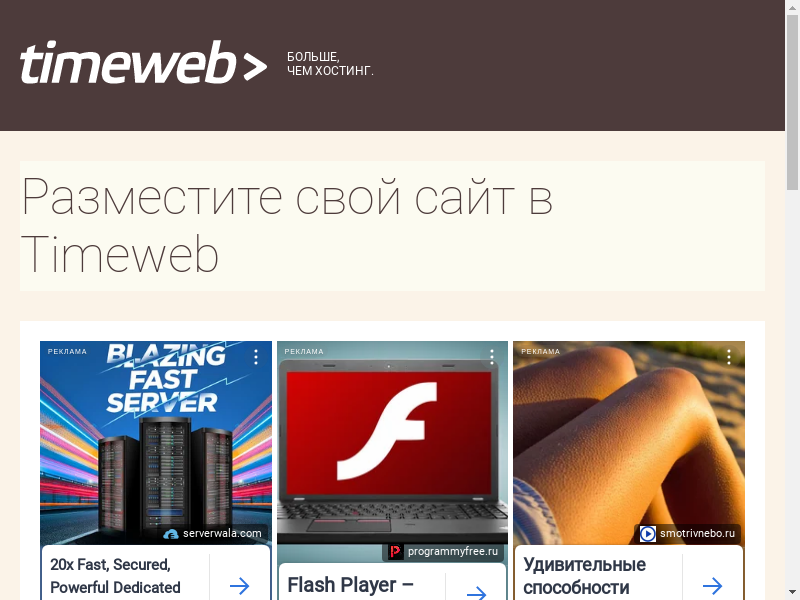 timeweb>
БОЛЬШЕ,
ЧЕМ ХОСТИНГ.
Разместите свой сайт в
Timeweb
РЕКЛАМА
BLAZING
FAST
SERVER
serverwala.com
20x Fast, Secured,
Powerful Dedicated
РЕКЛАМА
programmyfree.ru
Flash Player –
РЕКЛАМА
smotrivnebo.ru
Удивительные
способности